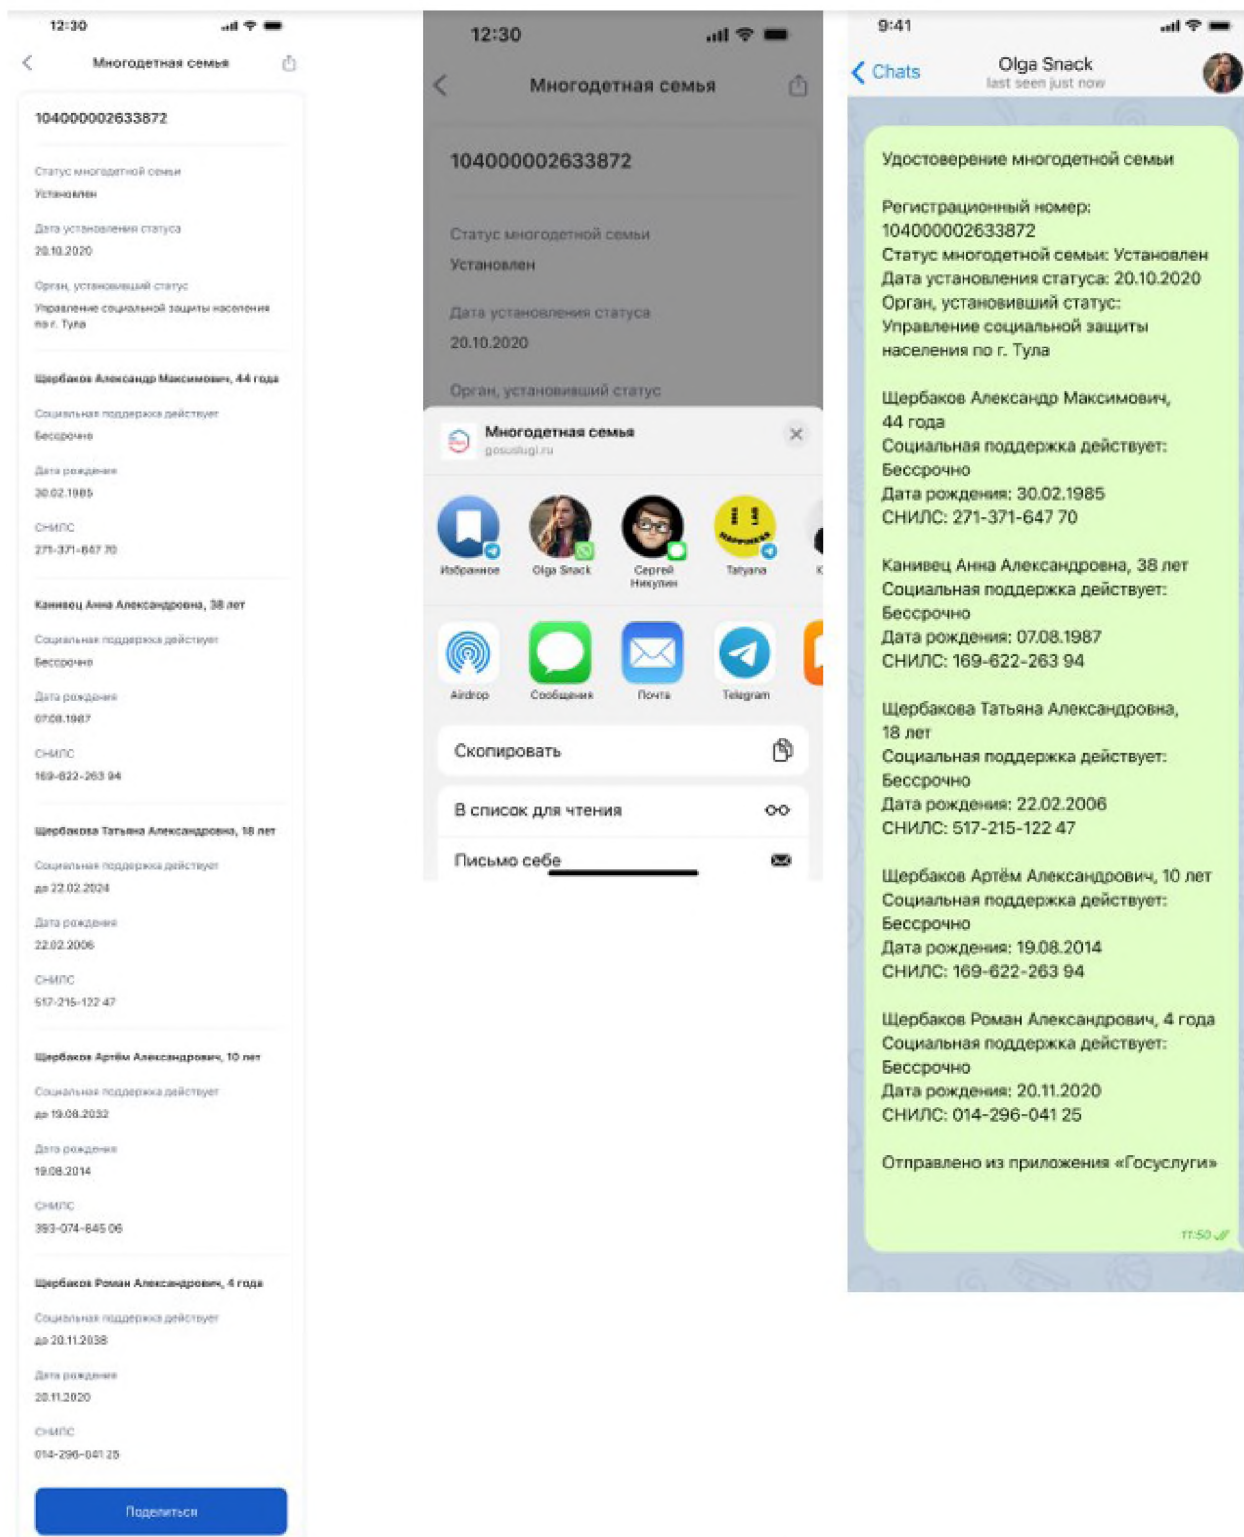 12:30
Многодетная семья
104000002633872
Статус многодетной семьи
Установлен
Дата установления статуса
20.10.2020
Орган, установивший статус
Управление социальной защиты населения
по г. Тула
Щербаков Александр Максимович, 44 года
Социальная поддержка действует
Бессрочно
Дата рождения
30.02.1985
СНИЛС
271-371-647 70
Канивец Анна Александровна, 38 лет
Социальная поддержка действует
Бессрочно
Дата рождения
07.08.1987
СНИЛС
169-622-263 94
Щербакова Татьяна Александровна, 18 лет
Социальная поддержка действует
до 22.02.2024
Дата рождения
22.02.2006
СНИЛС
517-215-122 47
Щербаков Артём Александрович, 10 лет
Социальная поддержка действует
до 19.08.2032
Дата рождения
19.08.2014
СНИЛС
393-074-645 06
Щербаков Роман Александрович, 4 года
Социальная поддержка действует
до 20.11.2038
Дата рождения
20.11.2020
СНИЛС
014-296-041 25
Поделиться
12:30
Многодетная семья
104000002633872
Статус многодетной семьи
Установлен
Дата установления статуса
20.10.2020
Орган, установивший статус
Многодетная семья
gosuslugi.ru
HAPPINESS
Избранное
Olga Snack
Сергей
Никулин
Tatyana
К
Airdrop
Сообщения
Почта
Telegram
Скопировать
В список для чтения
Письмо себе
9:41
Chats
Olga Snack
last seen just now
Удостоверение многодетной семьи
Регистрационный номер:
104000002633872
Статус многодетной семьи: Установлен
Дата установления статуса: 20.10.2020
Орган, установивший статус:
Управление социальной защиты
населения по г. Тула
Щербаков Александр Максимович,
44 года
Социальная поддержка действует:
Бессрочно
Дата рождения: 30.02.1985
СНИЛС: 271-371-647 70
Канивец Анна Александровна, 38 лет
Социальная поддержка действует:
Бессрочно
Дата рождения: 07.08.1987
СНИЛС: 169-622-263 94
Щербакова Татьяна Александровна,
18 лет
Социальная поддержка действует:
Бессрочно
Дата рождения: 22.02.2006
СНИЛС: 517-215-122 47
Щербаков Артём Александрович, 10 лет
Социальная поддержка действует:
Бессрочно
Дата рождения: 19.08.2014
СНИЛС: 169-622-263 94
Щербаков Роман Александрович, 4 года
Социальная поддержка действует:
Бессрочно
Дата рождения: 20.11.2020
СНИЛС: 014-296-041 25
Отправлено из приложения «Госуслуги»
11:50